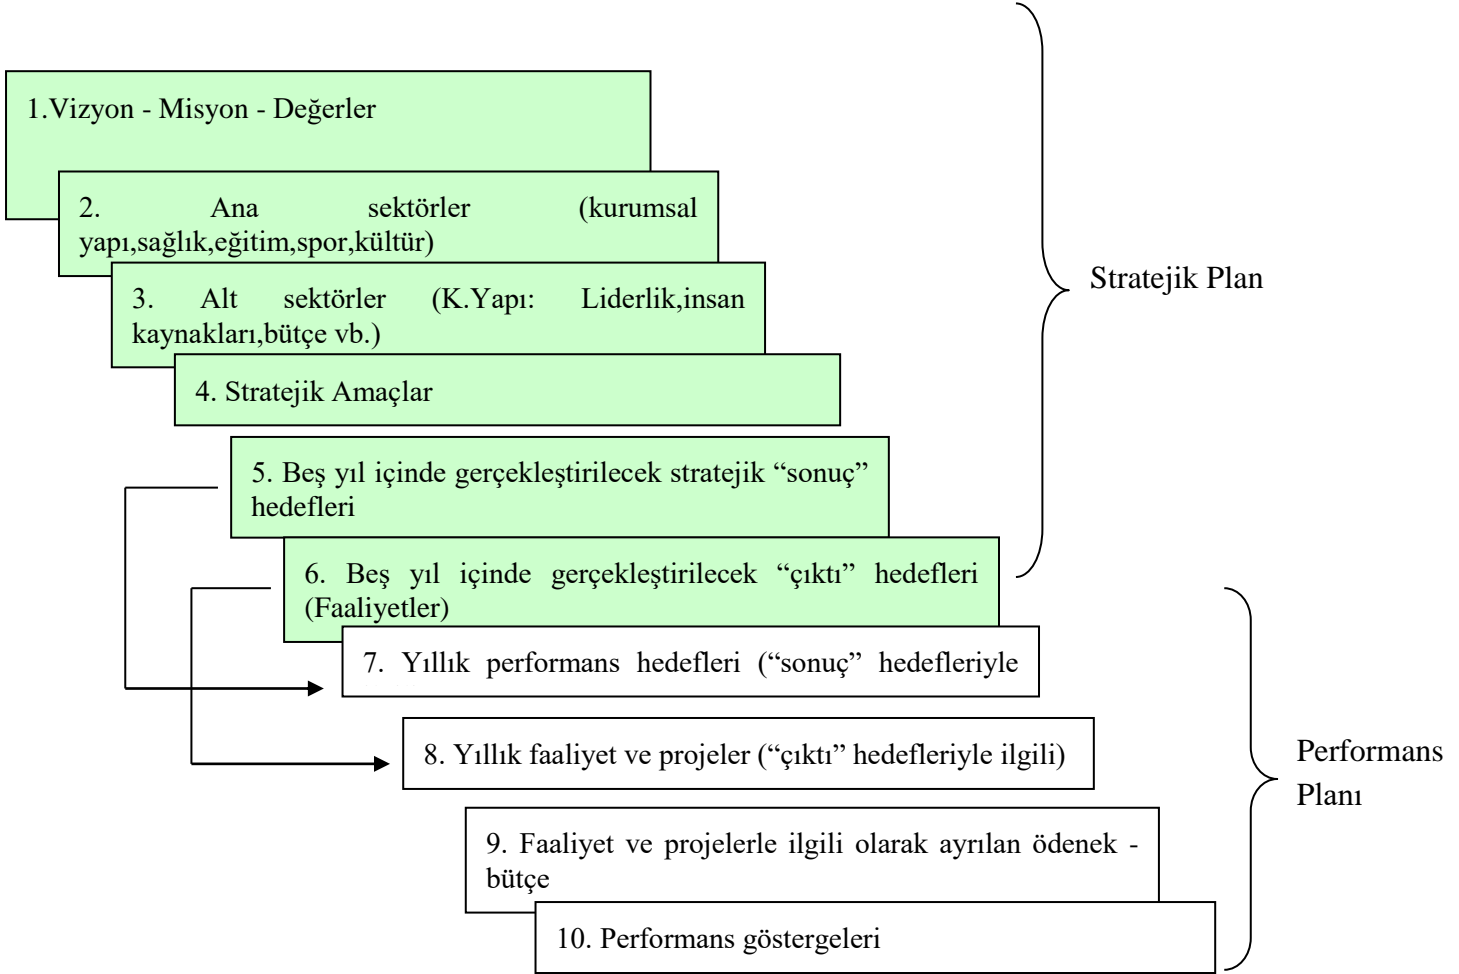 1.Vizyon - Misyon - Değerler
2. Ana sektörler (kurumsal
yapı,sağlık,eğitim,spor,kültür)
3. Alt sektörler (K.Yapı: Liderlik,insan
kaynakları,bütçe vb.)
4. Stratejik Amaçlar
5. Beş yıl içinde gerçekleştirilecek stratejik “sonuç”
hedefleri
6. Beş yıl içinde gerçekleştirilecek “çıktı” hedefleri
(Faaliyetler)
Stratejik Plan
7. Yıllık performans hedefleri (“sonuç” hedefleriyle
8. Yıllık faaliyet ve projeler (“çıktı” hedefleriyle ilgili)
9. Faaliyet ve projelerle ilgili olarak ayrılan ödenek -
bütçe
10. Performans göstergeleri
Performans
Planı